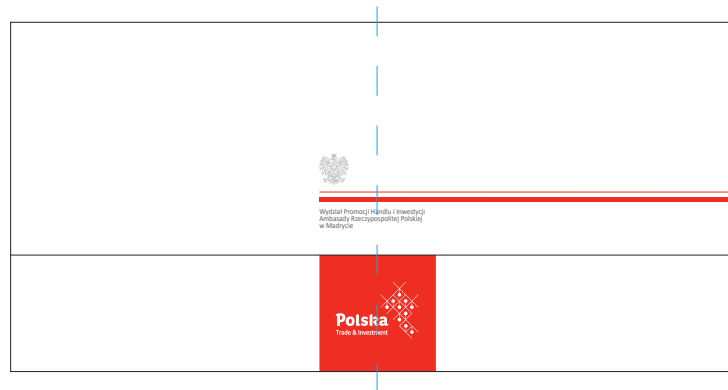 Wydział Promocji Handlu i Inwestycji
Ambasady Rzeczypospolitej Polskiej
w Madrycie
Polska
Trade & Investment